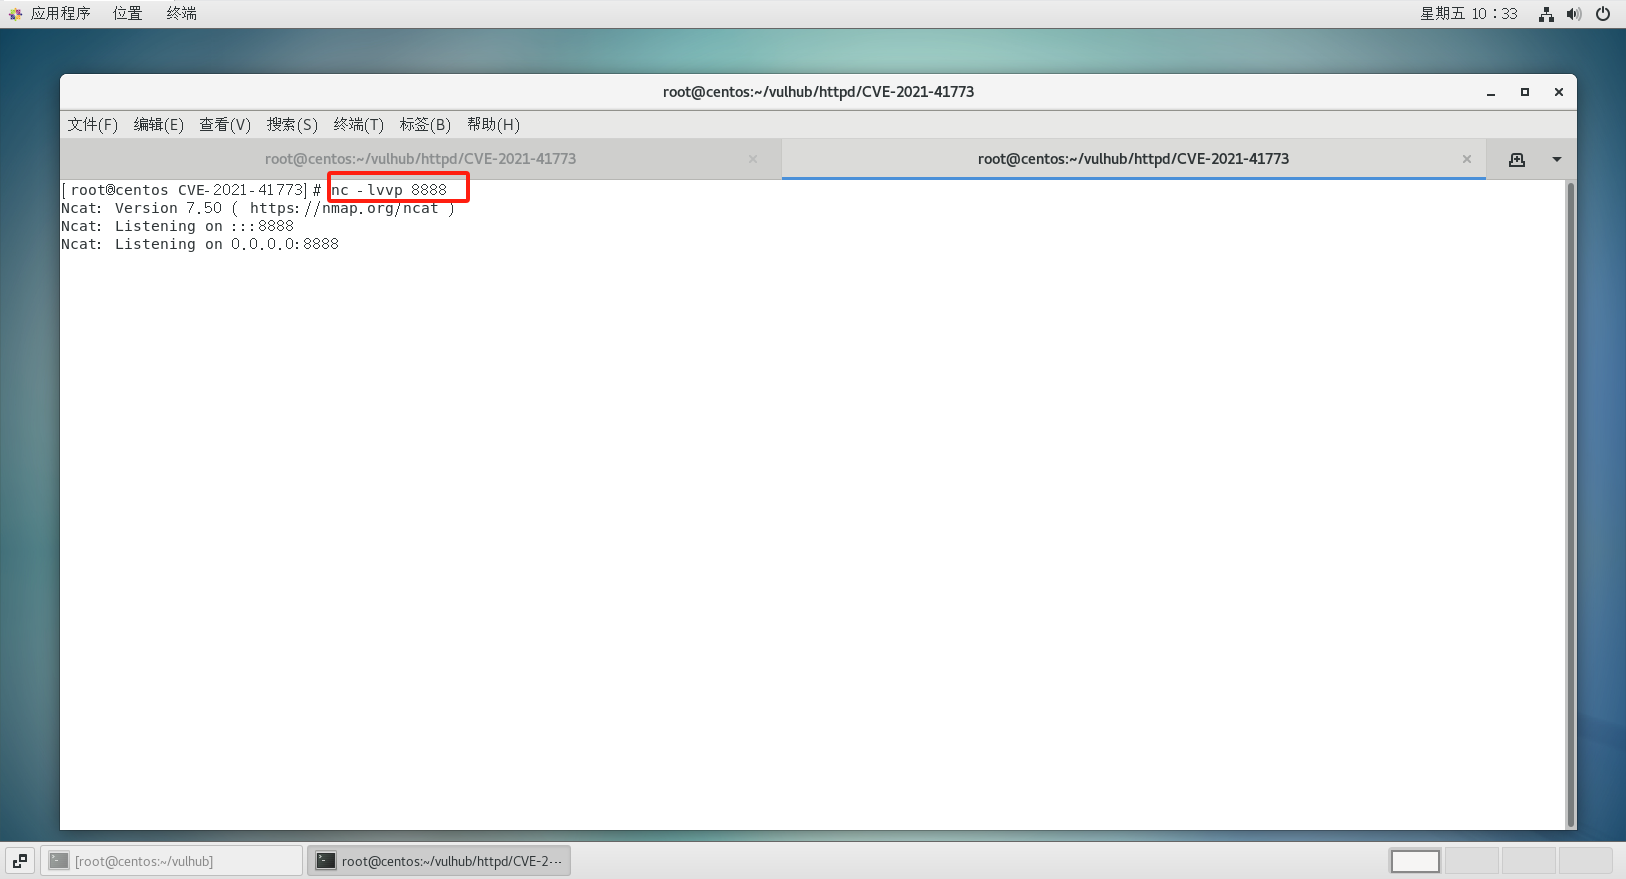 应用程序 位置 终端 星期五 10：33
root@centos:~/vulhub/httpd/CVE-2021-41773
文件(F) 编辑(E) 查看(V) 搜索(S) 终端(T) 标签(B) 帮助(H)
root@centos:~/vulhub/httpd/CVE-2021-41773 root@centos:~/vulhub/httpd/CVE-2021-41773
[root@centos CVE-2021-41773]# nc -lvvp 8888
Ncat: Version 7.50 ( https://nmap.org/ncat )
Ncat: Listening on :::8888
Ncat: Listening on 0.0.0.0:8888
[root@centos:~/vulhub] root@centos:~/vulhub/httpd/CVE-2···